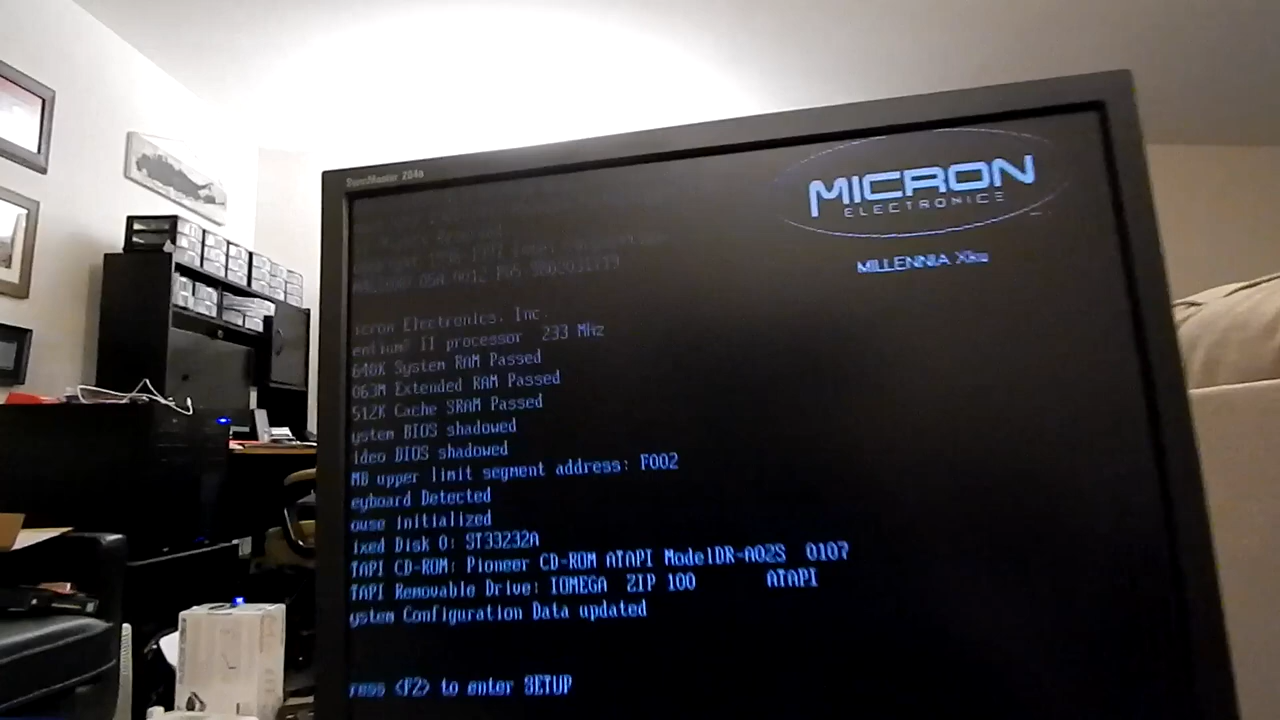 SyncMaster 204B
MICRON
ELECTRONICS
MILLENNIA
icron Electronics, Inc.
entium? II processor 233 MHz
640K System RAM Passed
063M Extended RAM Passed
512K Cache SRAM Passed
ystem BIOS shadowed
ideo BIOS shadowed
MB upper limit segment address: F002
eyboard Detected
ouse initialized
ixed Disk 0: ST33232A
TAPI CD-ROM: Pioneer CD-ROM ATAPI ModelDR-A02S 0107
TAPI Removable Drive: IOMEGA ZIP 100 ATAPI
ystem Configuration Data updated
ress <F2> to enter SETUP